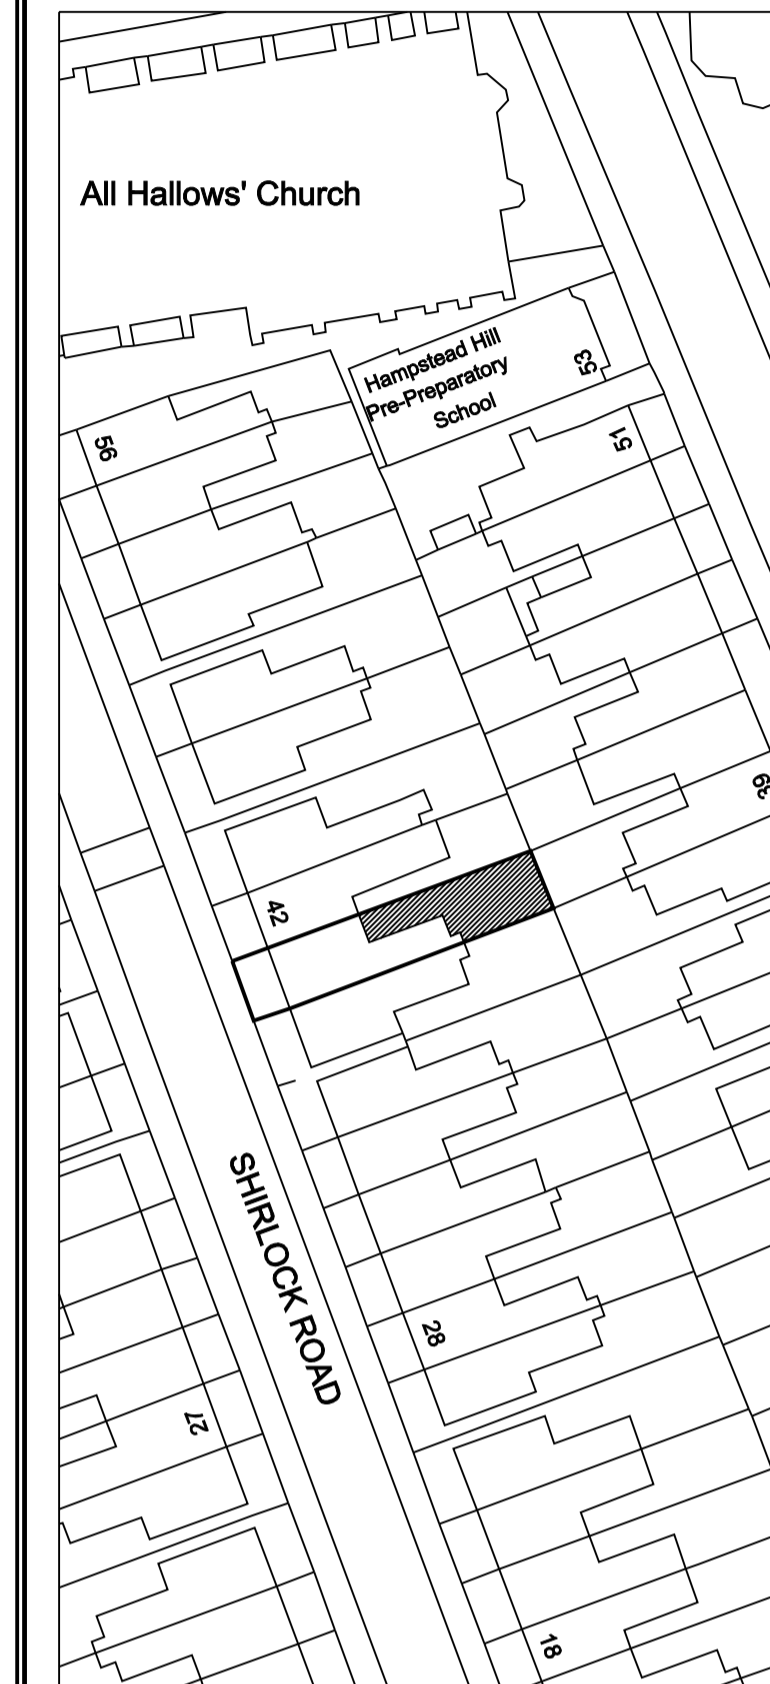 All Hallows' Church
Hampstead Hill
Pre-Preparatory
School
53
51
56
39
42
SHIRLOCK ROAD
28
27
18